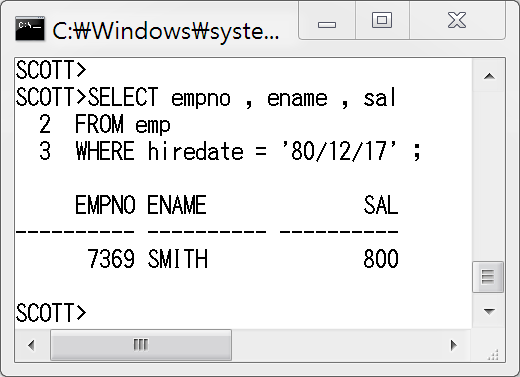 C:₩Windows₩syste...
SCOTT>
SCOTT>SELECT empno , ename , sal
  2  FROM emp
  3  WHERE hiredate = '80/12/17' ;
     EMPNO ENAME             SAL
---------- ---------- ----------
      7369 SMITH             800
SCOTT>